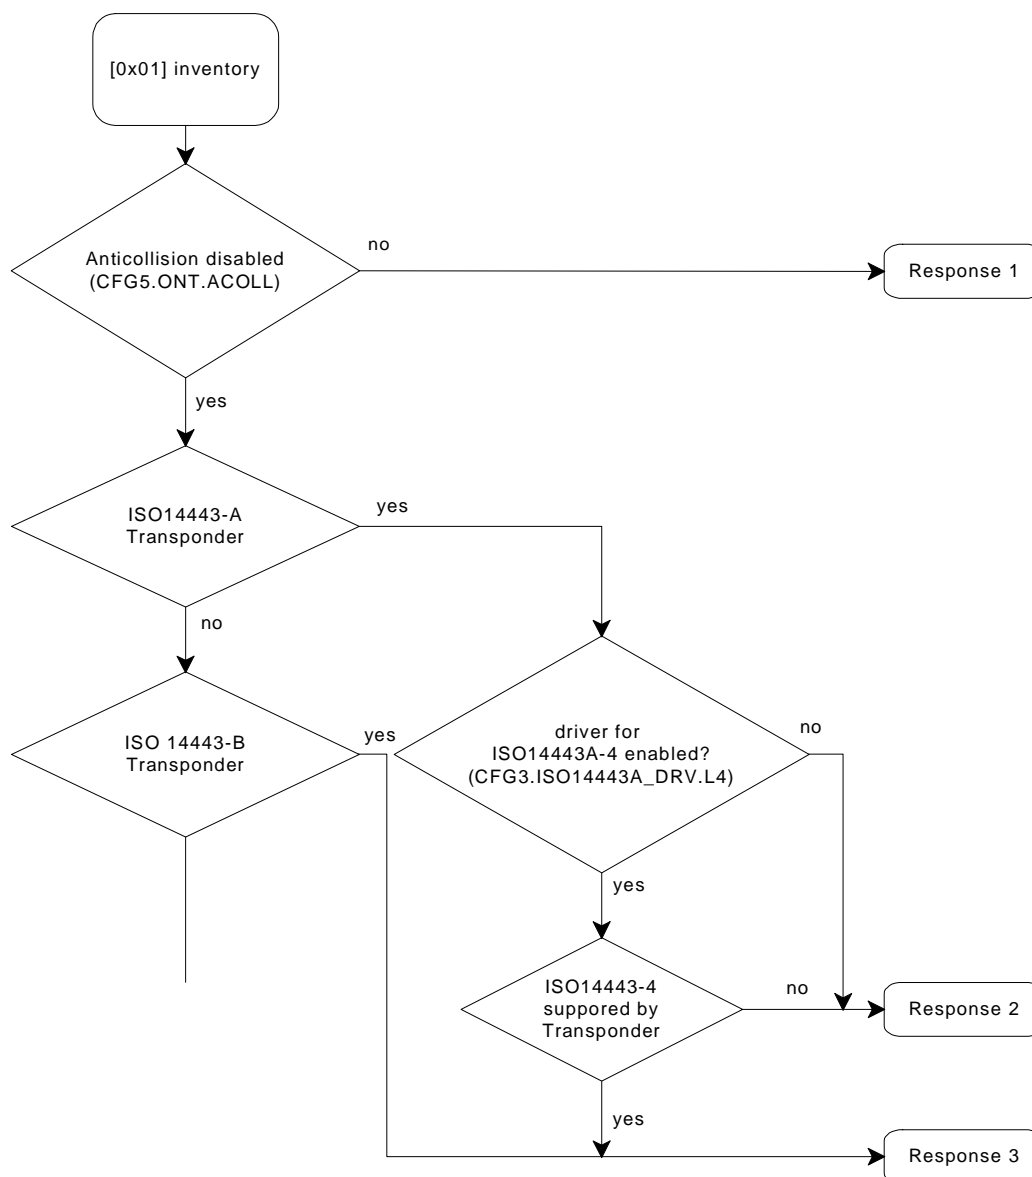 [0x01] inventory
Anticollision disabled
(CFG5.ONT.ACOLL)
no
Response 1
yes
ISO14443-A
Transponder
yes
no
ISO 14443-B
Transponder
yes
driver for
ISO14443A-4 enabled?
(CFG3.ISO14443A_DRV.L4)
no
yes
ISO14443-4
suppored by
Transponder
no
Response 2
yes
Response 3